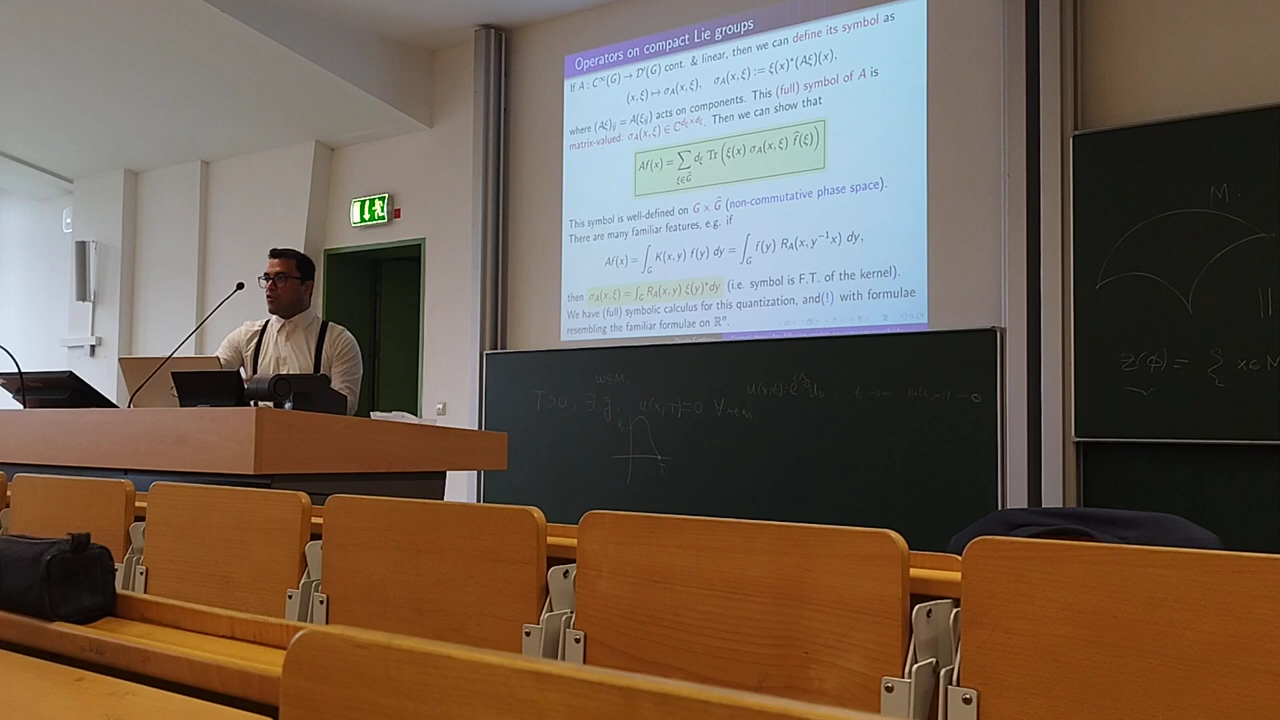 Operators on compact Lie groups
If A : C^∞(G) → D′(G) cont. & linear, then we can define its symbol as
(x, ξ) ↦ σ_A(x, ξ), σ_A(x, ξ) := ξ(x)*(Aξ)(x),
where (Aξ)_ij = A(ξ_ij) acts on components. This (full) symbol of A is
matrix-valued: σ_A(x, ξ) ∈ ℂ^{d_ξ×d_ξ}. Then we can show that
Af(x) = ∑_{ξ∈Ĝ} d_ξ Tr (ξ(x) σ_A(x, ξ) f̂(ξ))
This symbol is well-defined on G × Ĝ (non-commutative phase space).
There are many familiar features, e.g. if
Af(x) = ∫_G K(x, y) f(y) dy = ∫_G f(y) R_A(x, y⁻¹x) dy,
then σ_A(x, ξ) = ∫_G R_A(x, y) ξ(y)*dy (i.e. symbol is F.T. of the kernel).
We have (full) symbolic calculus for this quantization, and(!) with formulae
resembling the familiar formulae on ℝⁿ.
T>0, ∃ g, u(x,T)=0 ∀x∈M
T
M:
Z(ϕ) = { x∈M